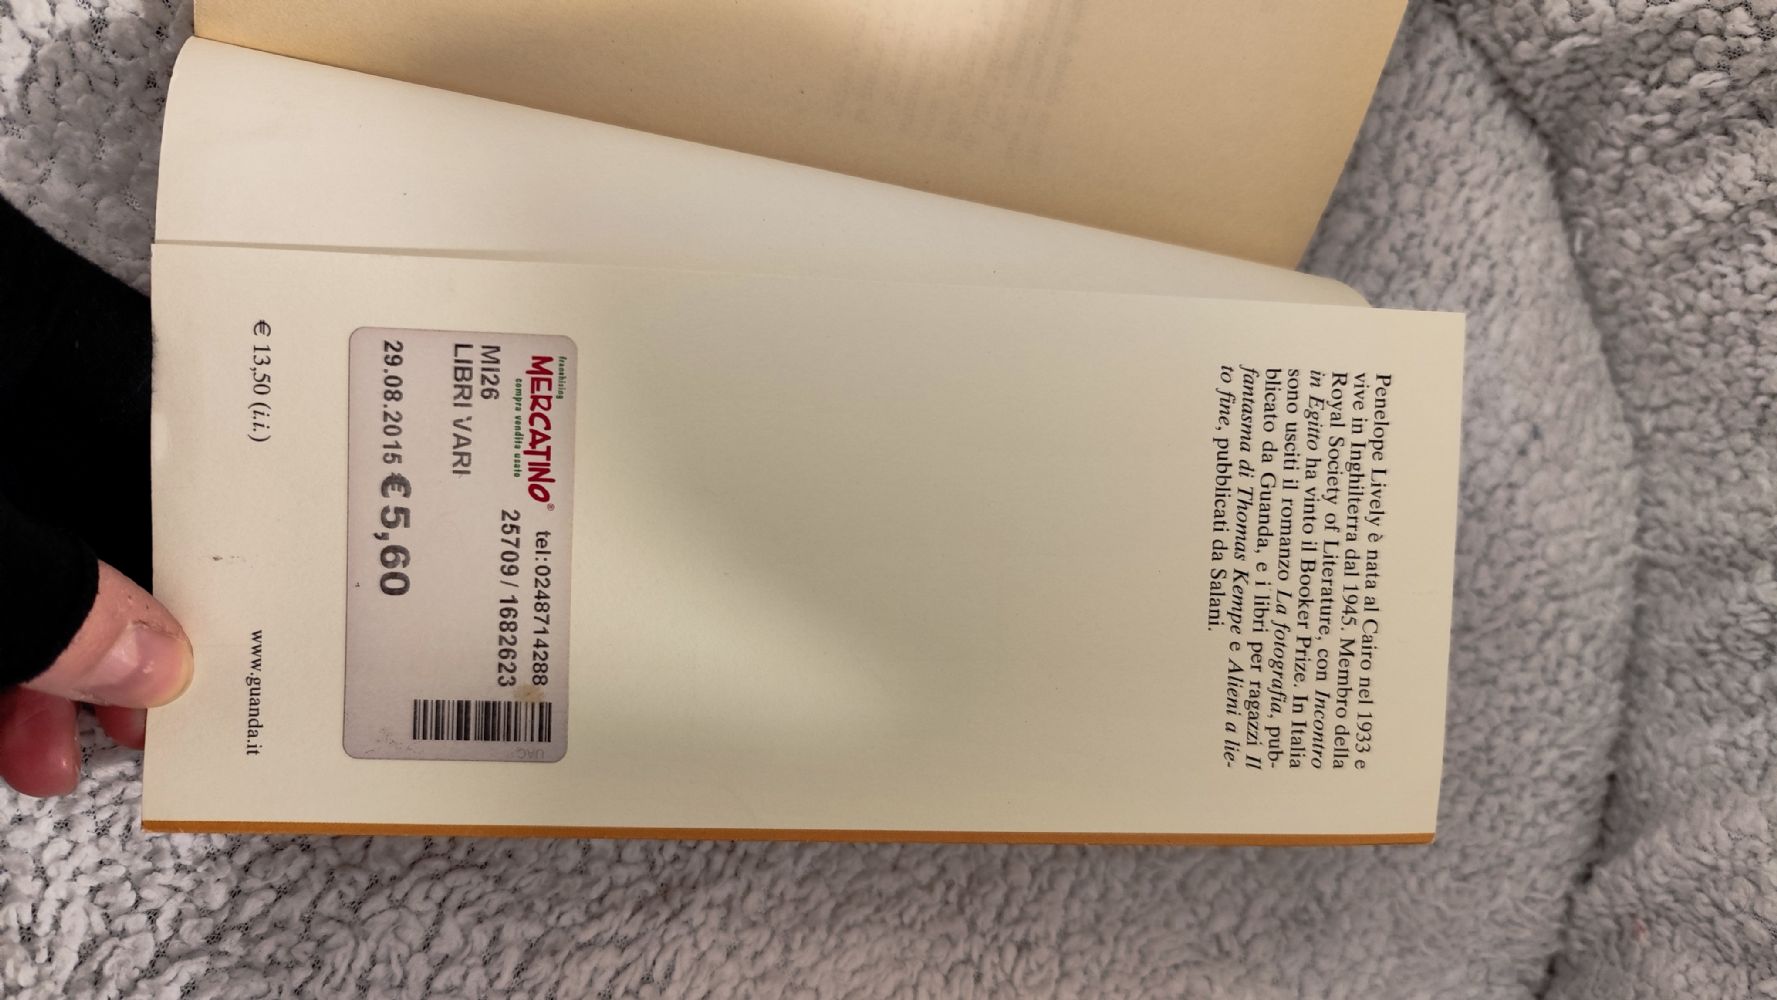 Penelope Lively è nata al Cairo nel 1933 e
vive in Inghilterra dal 1945. Membro della
Royal Society of Literature, con Incontro
in Egitto ha vinto il Booker Prize. In Italia
sono usciti il romanzo La fotografia, pub-
blicato da Guanda, e i libri per ragazzi Il
fantasma di Thomas Kempe e Alieni a lie-
to fine, pubblicati da Salani.
franchising
MERCATINO® tel:0248714288
compra vendita usato
25709 / 1682623
MI26
LIBRI VARI
29.08.2015 € 5,60
UAC
€ 13,50 (i.i.)
www.guanda.it